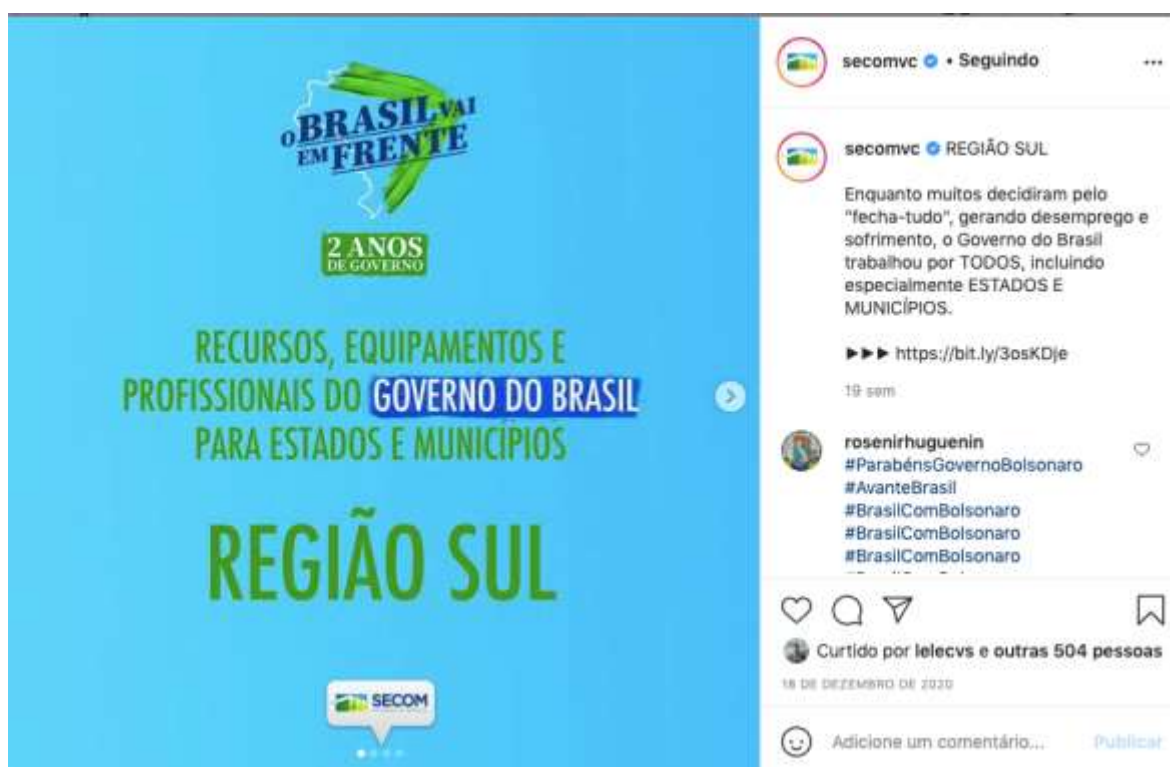 O BRASIL VAI
EM FRENTE
2 ANOS
DE GOVERNO
RECURSOS, EQUIPAMENTOS E
PROFISSIONAIS DO GOVERNO DO BRASIL
PARA ESTADOS E MUNICÍPIOS
REGIÃO SUL
SECOM
secomvc • Seguindo
secomvc REGIÃO SUL
Enquanto muitos decidiram pelo
"fecha-tudo", gerando desemprego e
sofrimento, o Governo do Brasil
trabalhou por TODOS, incluindo
especialmente ESTADOS E
MUNICÍPIOS.
►►► https://bit.ly/3osKDje
19 sem
rosenirhuguenin
#ParabénsGovernoBolsonaro
#AvanteBrasil
#BrasilComBolsonaro
#BrasilComBolsonaro
#BrasilComBolsonaro
Curtido por lelecvs e outras 504 pessoas
DE DEZEMBRO DE 2020
Adicione um comentário... Publicar